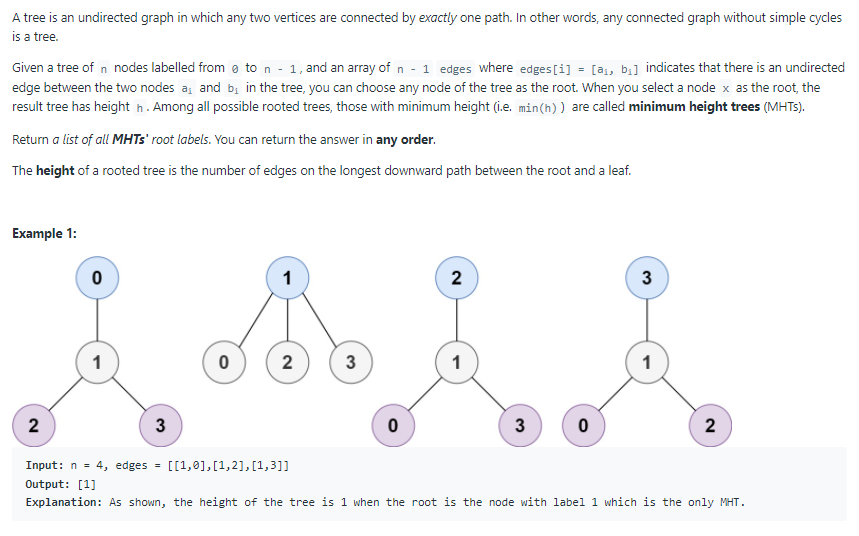 A tree is an undirected graph in which any two vertices are connected by exactly one path. In other words, any connected graph without simple cycles
is a tree.
Given a tree of n nodes labelled from 0 to n - 1, and an array of n - 1 edges where edges[i] = [aᵢ, bᵢ] indicates that there is an undirected
edge between the two nodes aᵢ and bᵢ in the tree, you can choose any node of the tree as the root. When you select a node x as the root, the
result tree has height h. Among all possible rooted trees, those with minimum height (i.e. min(h)) are called minimum height trees (MHTs).
Return a list of all MHTs' root labels. You can return the answer in any order.
The height of a rooted tree is the number of edges on the longest downward path between the root and a leaf.
Example 1:
0 1 2 3
1 0 2 3 1 1
2 3 0 3 0 2
Input: n = 4, edges = [[1,0],[1,2],[1,3]]
Output: [1]
Explanation: As shown, the height of the tree is 1 when the root is the node with label 1 which is the only MHT.